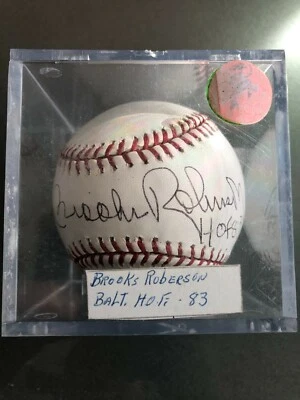 Brooks Robinson
HOF
BROOKS ROBERSON
BALT. H.O.F. - 83